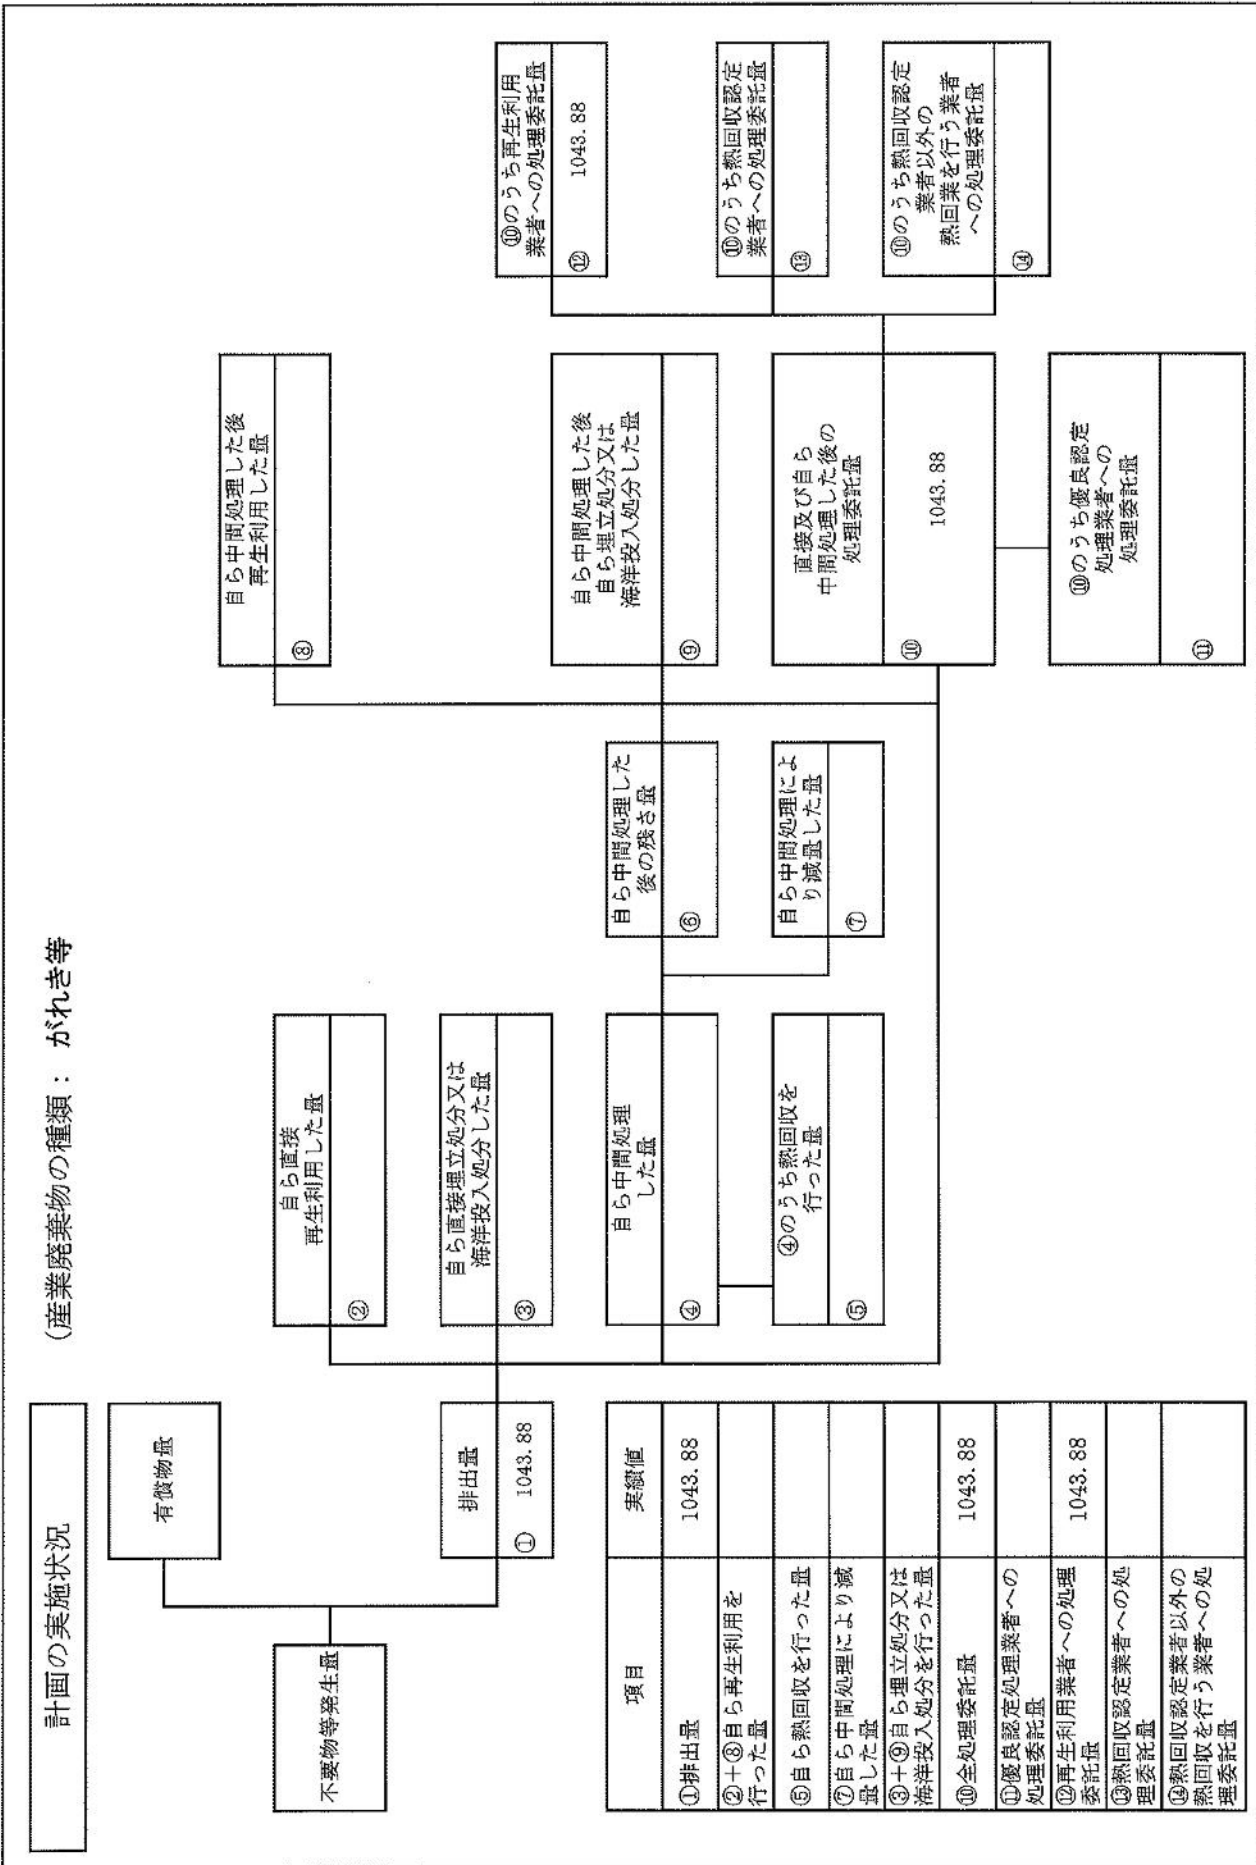 計画の実施状況
(産業廃棄物の種類： がれき等
不要物等発生量
有償物量
排出量
① 1043.88
自ら直接
再生利用した量
②
自ら直接埋立処分又は
海洋投入処分した量
③
自ら中間処理
した量
④
④のうち熱回収を
行った量
⑤
自ら中間処理した
後の残さ量
⑥
自ら中間処理によ
り減量した量
⑦
自ら中間処理した後
再生利用した量
⑧
自ら中間処理した後
自ら埋立処分又は
海洋投入処分した量
⑨
直接及び自ら
中間処理した後の
処理委託量
⑩ 1043.88
⑩のうち優良認定
処理業者への
処理委託量
⑪
⑩のうち再生利用
業者への処理委託量
⑫ 1043.88
⑩のうち熱回収認定
業者への処理委託量
⑬
⑩のうち熱回収認定
業者以外の
熱回業を行う業者
への処理委託量
⑭
項目 実績値
①排出量 1043.88
②+⑧自ら再生利用を
行った量
⑤自ら熱回収を行った量
⑦自ら中間処理により減
量した量
③+⑨自ら埋立処分又は
海洋投入処分を行った量
⑩全処理委託量 1043.88
⑪優良認定処理業者への
処理委託量
⑫再生利用業者への処理
委託量 1043.88
⑬熱回収認定業者への処
理委託量
⑭熱回収認定業者以外の
熱回収を行う業者への処
理委託量